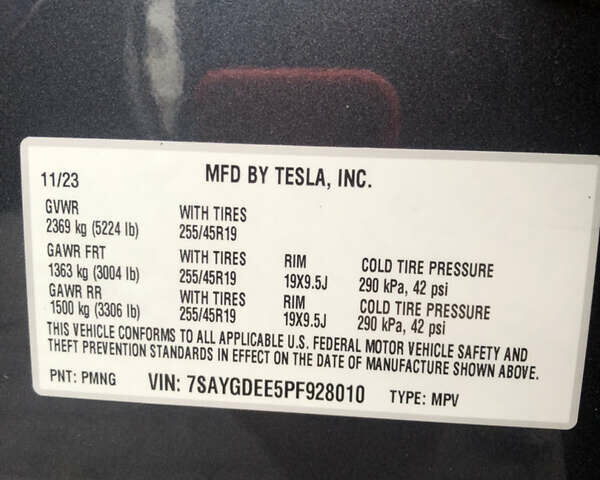 11/23 MFD BY TESLA, INC.
GVWR WITH TIRES
2369 kg (5224 lb) 255/45R19
GAWR FRT WITH TIRES RIM COLD TIRE PRESSURE
1363 kg (3004 lb) 255/45R19 19X9.5J 290 kPa, 42 psi
GAWR RR WITH TIRES RIM COLD TIRE PRESSURE
1500 kg (3306 lb) 255/45R19 19X9.5J 290 kPa, 42 psi
THIS VEHICLE CONFORMS TO ALL APPLICABLE U.S. FEDERAL MOTOR VEHICLE SAFETY AND
THEFT PREVENTION STANDARDS IN EFFECT ON THE DATE OF MANUFACTURE SHOWN ABOVE.
PNT: PMNG VIN: 7SAYGDEE5PF928010 TYPE: MPV